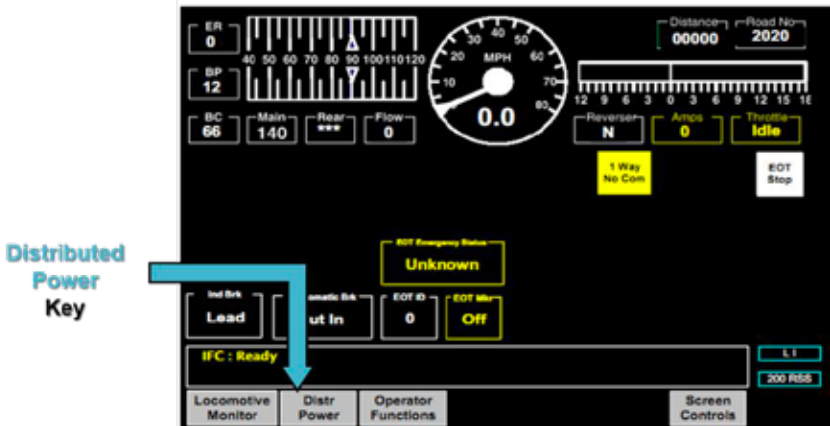 ER
0
40 50 60 70 80 90 100110120
BP
12
BC
66
Main
140
Rear
***
Flow
0
10 20 30 40 50 60 70 80
MPH
0.0
Distance
00000
Road No
2020
12 9 6 3 0 3 6 9 12 15 18
Reverser
N
Amps
0
Throttle
Idle
1 Way
No Com
EOT
Stop
EOT Emergency Status
Unknown
Distributed
Power
Key
Ind Brk
Lead
omatic Brk
ut In
EOT ID
0
EOT Mkr
Off
IFC : Ready
L I
200 RSS
Locomotive
Monitor
Distr
Power
Operator
Functions
Screen
Controls